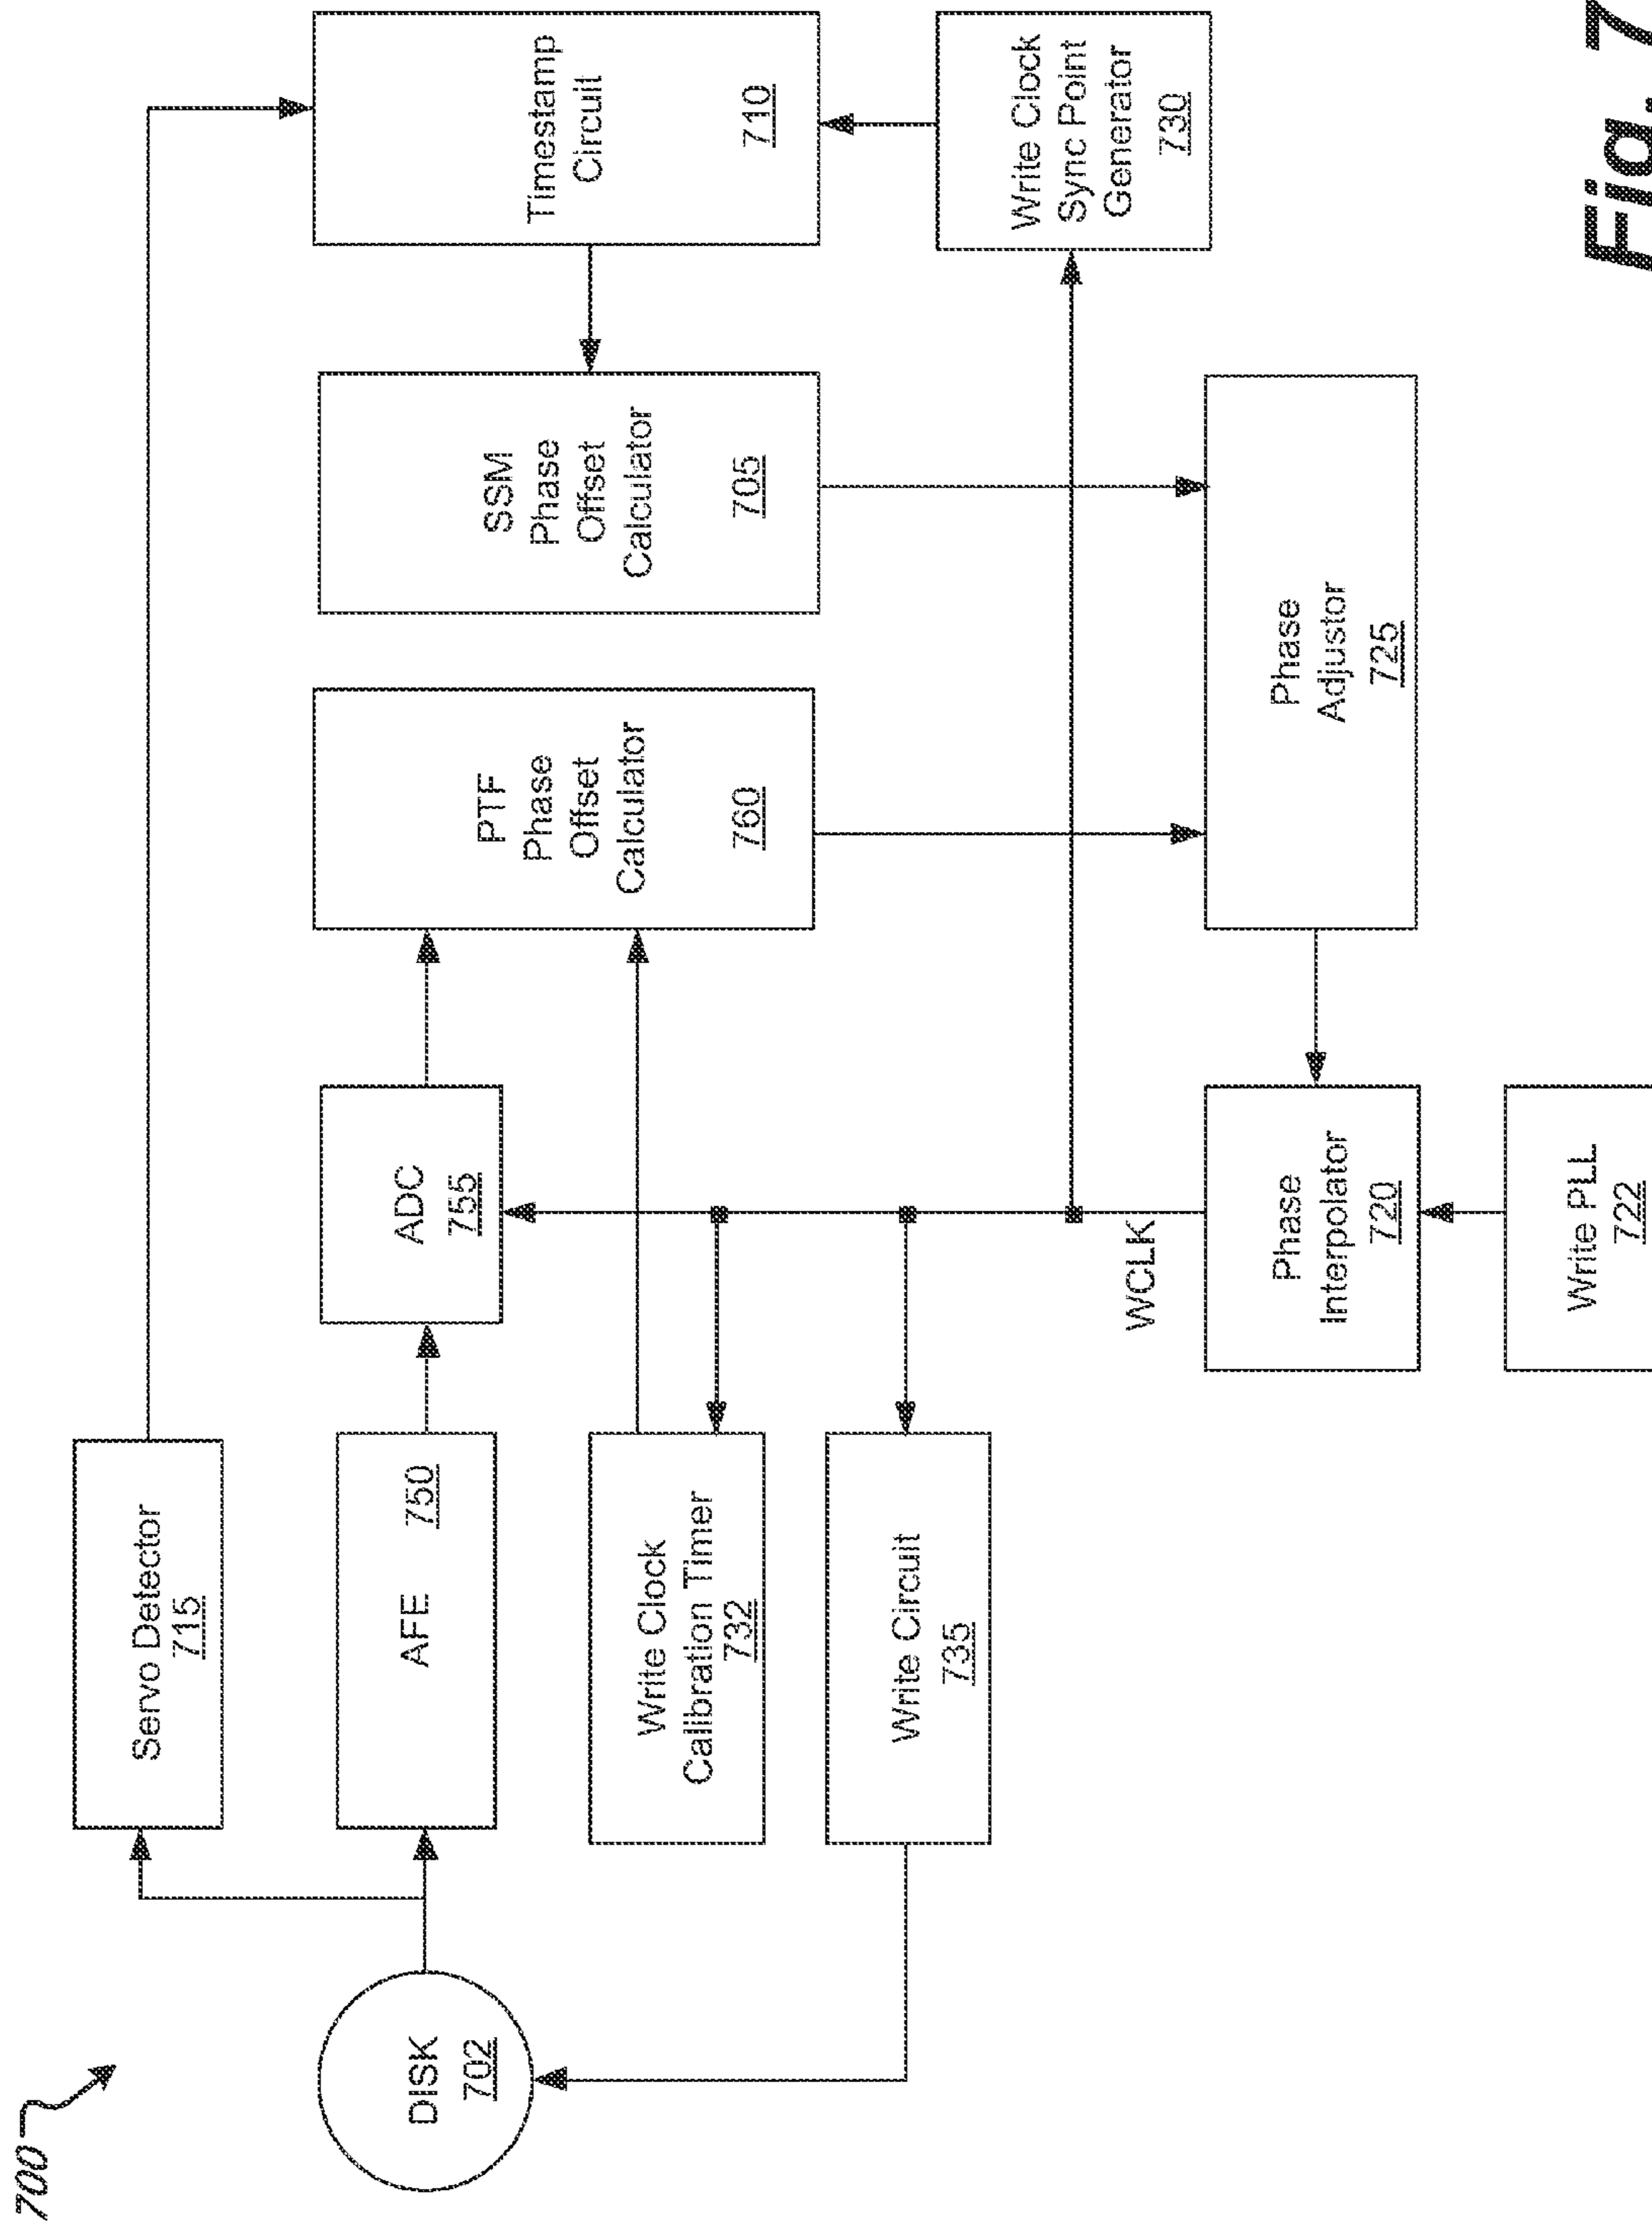 700
Servo Detector
715
DISK
702
AFE 750
ADC
755
PTF
Phase
Offset
Calculator
760
SSM
Phase
Offset
Calculator
705
Timestamp
Circuit
710
Write Clock
Calibration Timer
732
Write Circuit
735
WCLK
Write Clock
Sync Point
Generator
730
Phase
Interpolator
720
Phase
Adjustor
725
Write PLL
722
Fig. 7